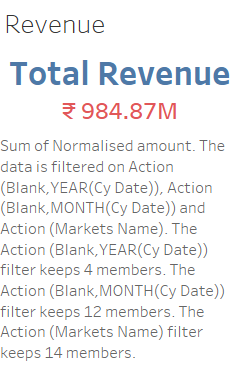 Revenue
Total Revenue
₹ 984.87M
Sum of Normalised amount. The
data is filtered on Action
(Blank,YEAR(Cy Date)), Action
(Blank,MONTH(Cy Date)) and
Action (Markets Name). The
Action (Blank,YEAR(Cy Date))
filter keeps 4 members. The
Action (Blank,MONTH(Cy Date))
filter keeps 12 members. The
Action (Markets Name) filter
keeps 14 members.